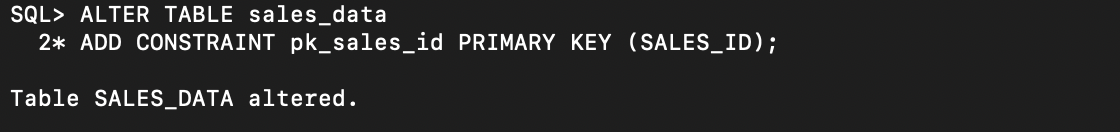 SQL> ALTER TABLE sales_data
2* ADD CONSTRAINT pk_sales_id PRIMARY KEY (SALES_ID);
Table SALES_DATA altered.